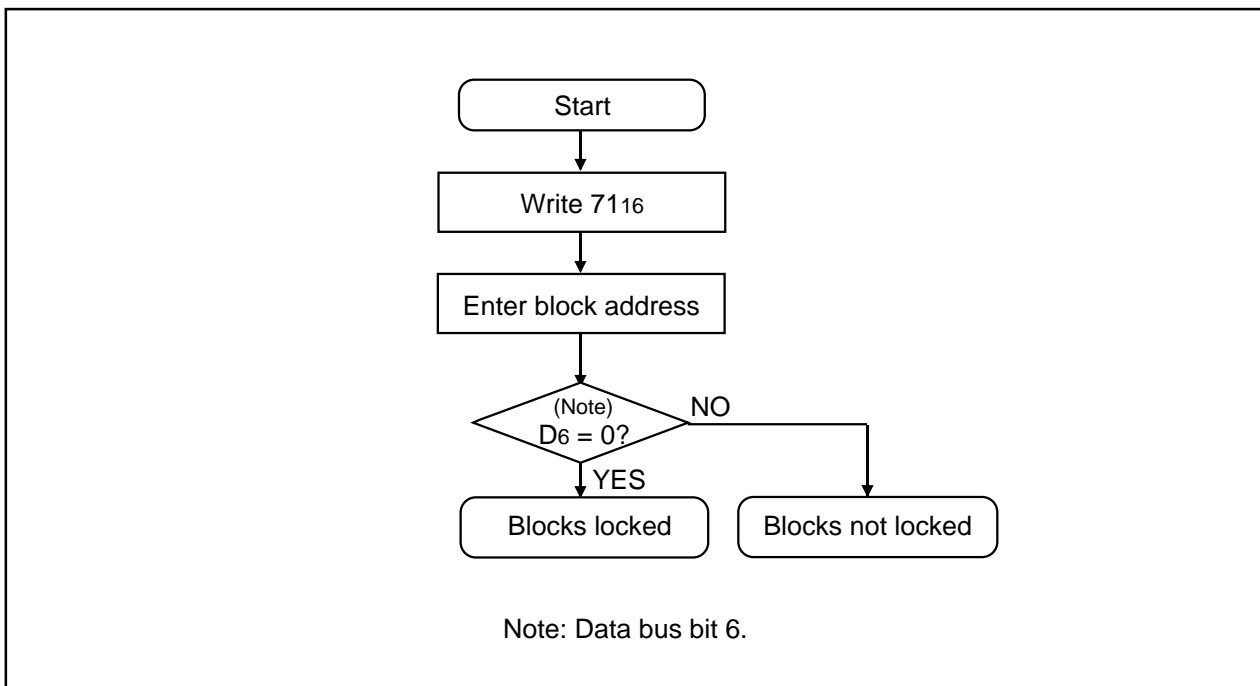 Start
Write 7116
Enter block address
(Note)
D6 = 0?
NO
YES
Blocks locked
Blocks not locked
Note: Data bus bit 6.